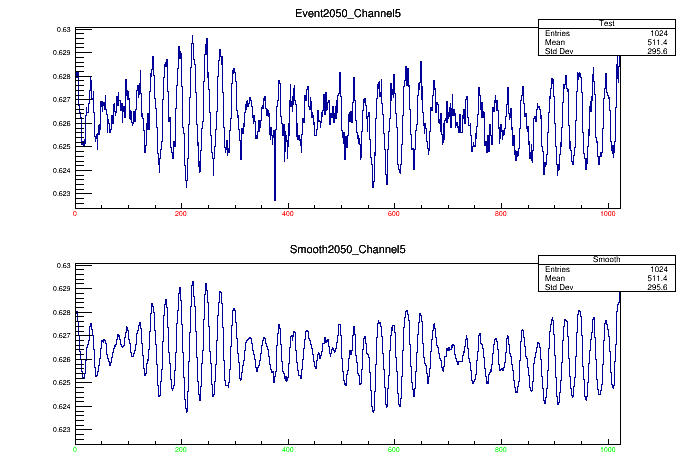 Event2050_Channel5
Test
Entries 1024
Mean 511.4
Std Dev 295.6
0.63
0.629
0.628
0.627
0.626
0.625
0.624
0.623
0 200 400 600 800 1000
Smooth2050_Channel5
Smooth
Entries 1024
Mean 511.4
Std Dev 295.6
0.63
0.629
0.628
0.627
0.626
0.625
0.624
0.623
0 200 400 600 800 1000